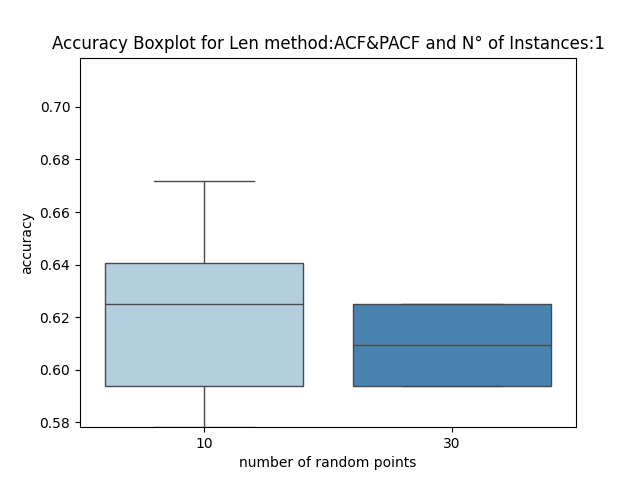 Accuracy Boxplot for Len method:ACF&PACF and N° of Instances:1
0.70
0.68
0.66
0.64
0.62
0.60
0.58
accuracy
10 30
number of random points